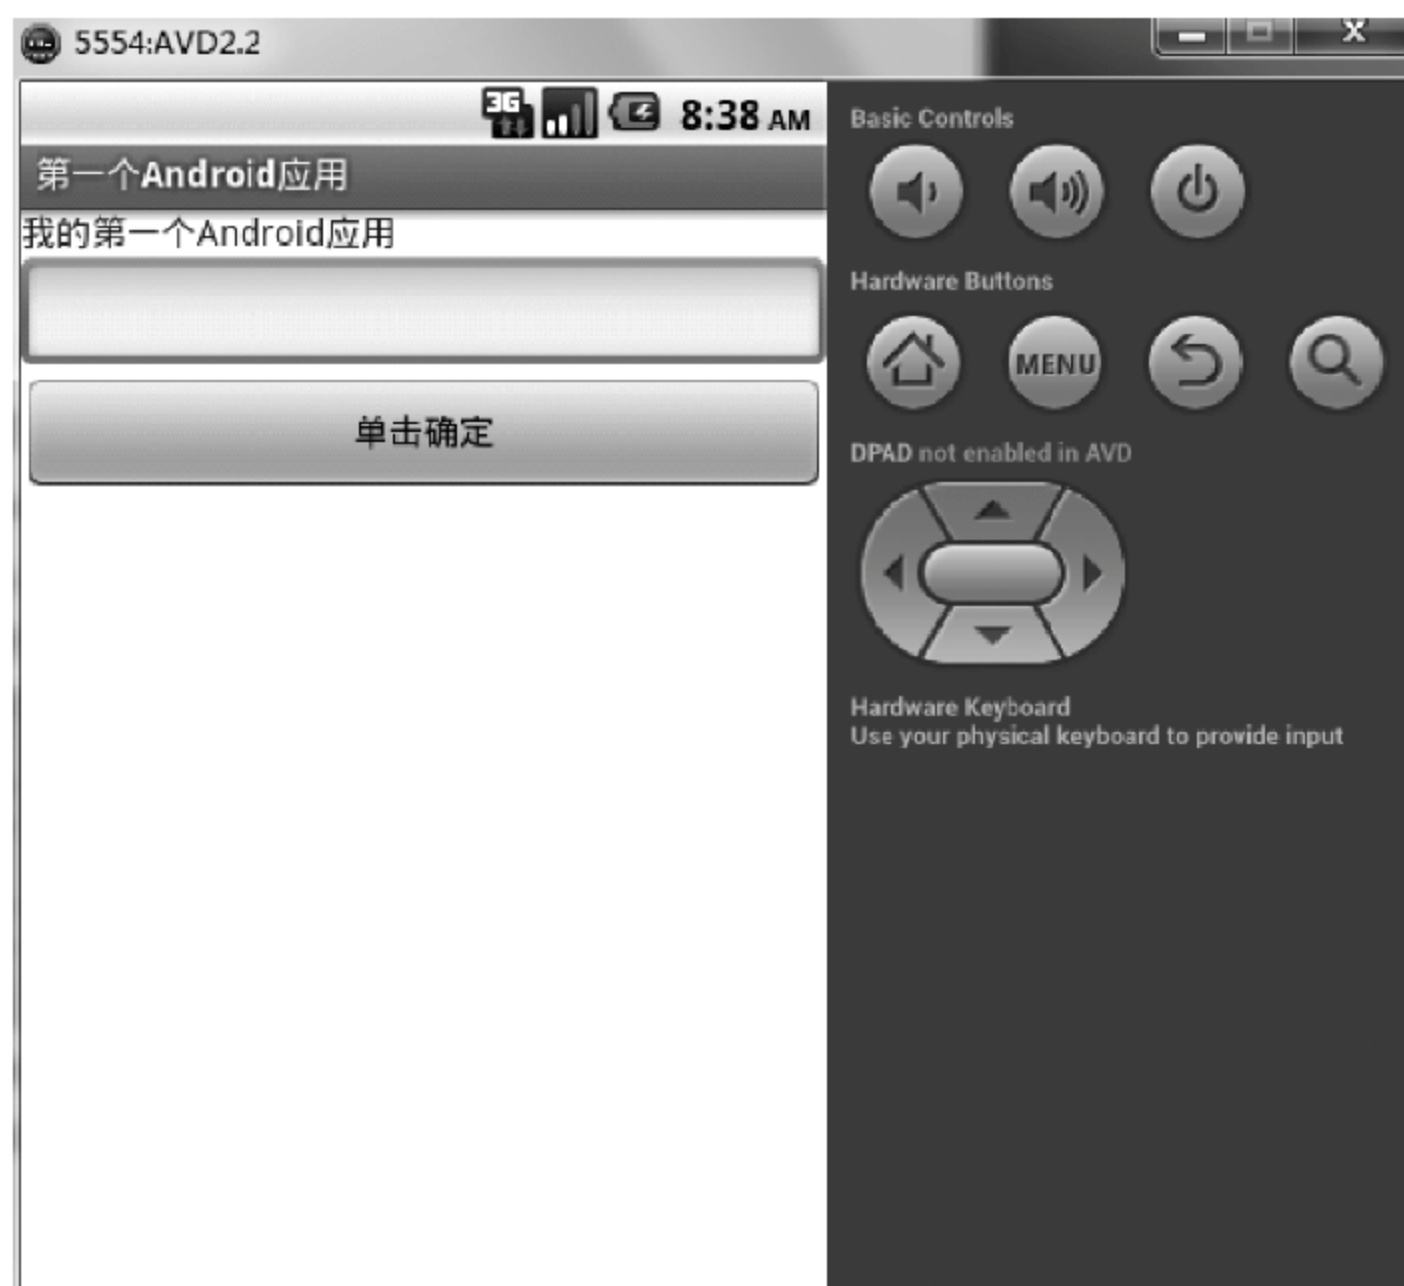 5554:AVD2.2
3G 8:38 AM
第一个Android应用
我的第一个Android应用
单击确定
Basic Controls
Hardware Buttons
MENU
DPAD not enabled in AVD
Hardware Keyboard
Use your physical keyboard to provide input